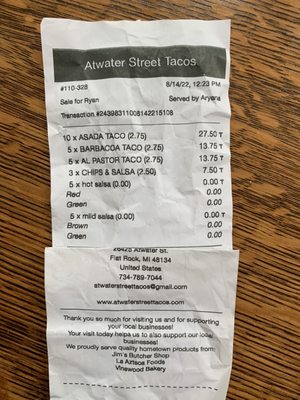 Atwater Street Tacos
#110-328 8/14/22, 12:23 PM
Sale for Ryan Served by Aryana
Transaction #24398311008142215108
10 x ASADA TACO (2.75) 27.50 T
5 x BARBACOA TACO (2.75) 13.75 T
5 x AL PASTOR TACO (2.75) 13.75 T
3 x CHIPS & SALSA (2.50) 7.50 T
5 x hot salsa (0.00) 0.00 T
Red 0.00
Green 0.00
5 x mild salsa (0.00) 0.00 T
Brown 0.00
Green 0.00
26425 Atwater St.
Flat Rock, MI 48134
United States
734-789-7044
atwaterstreettacos@gmail.com
www.atwaterstreettacos.com
Thank you so much for visiting us and for supporting
your local businesses!
Your visit today helps us to also support our local
businesses!
We proudly serve quality hometown products from:
Jim's Butcher Shop
La Azteca Foods
Vinewood Bakery